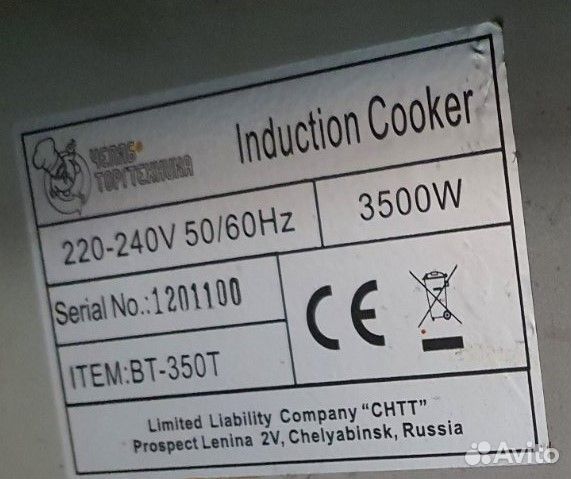 ЧЕЛЯБ
ТОРГТЕХНИКА
Induction Cooker
220-240V 50/60Hz
3500W
Serial No.:1201100
ITEM:BT-350T
CE
Limited Liability Company "CHTT"
Prospect Lenina 2V, Chelyabinsk, Russia
Avito